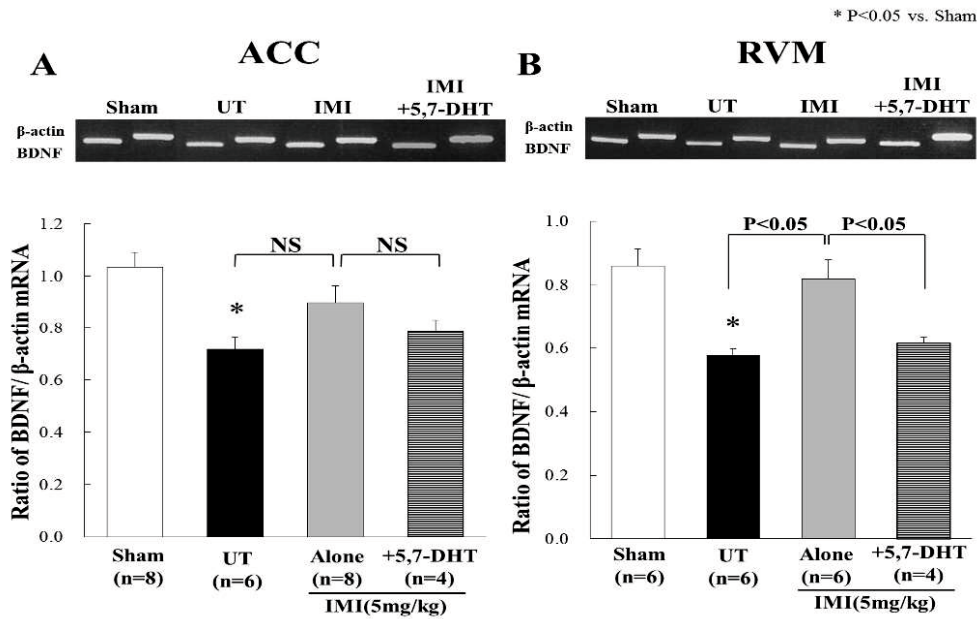 * P<0.05 vs. Sham
A
ACC
Sham UT IMI IMI +5,7-DHT
β-actin
BDNF
Ratio of BDNF/ β-actin mRNA
1.2
1.0
0.8
0.6
0.4
0.2
0.0
NS NS
*
Sham UT Alone +5,7-DHT
(n=8) (n=6) (n=8) (n=4)
IMI(5mg/kg)
B
RVM
Sham UT IMI IMI +5,7-DHT
β-actin
BDNF
Ratio of BDNF/ β-actin mRNA
1.0
0.8
0.6
0.4
0.2
0.0
P<0.05 P<0.05
*
Sham UT Alone +5,7-DHT
(n=6) (n=6) (n=6) (n=4)
IMI(5mg/kg)